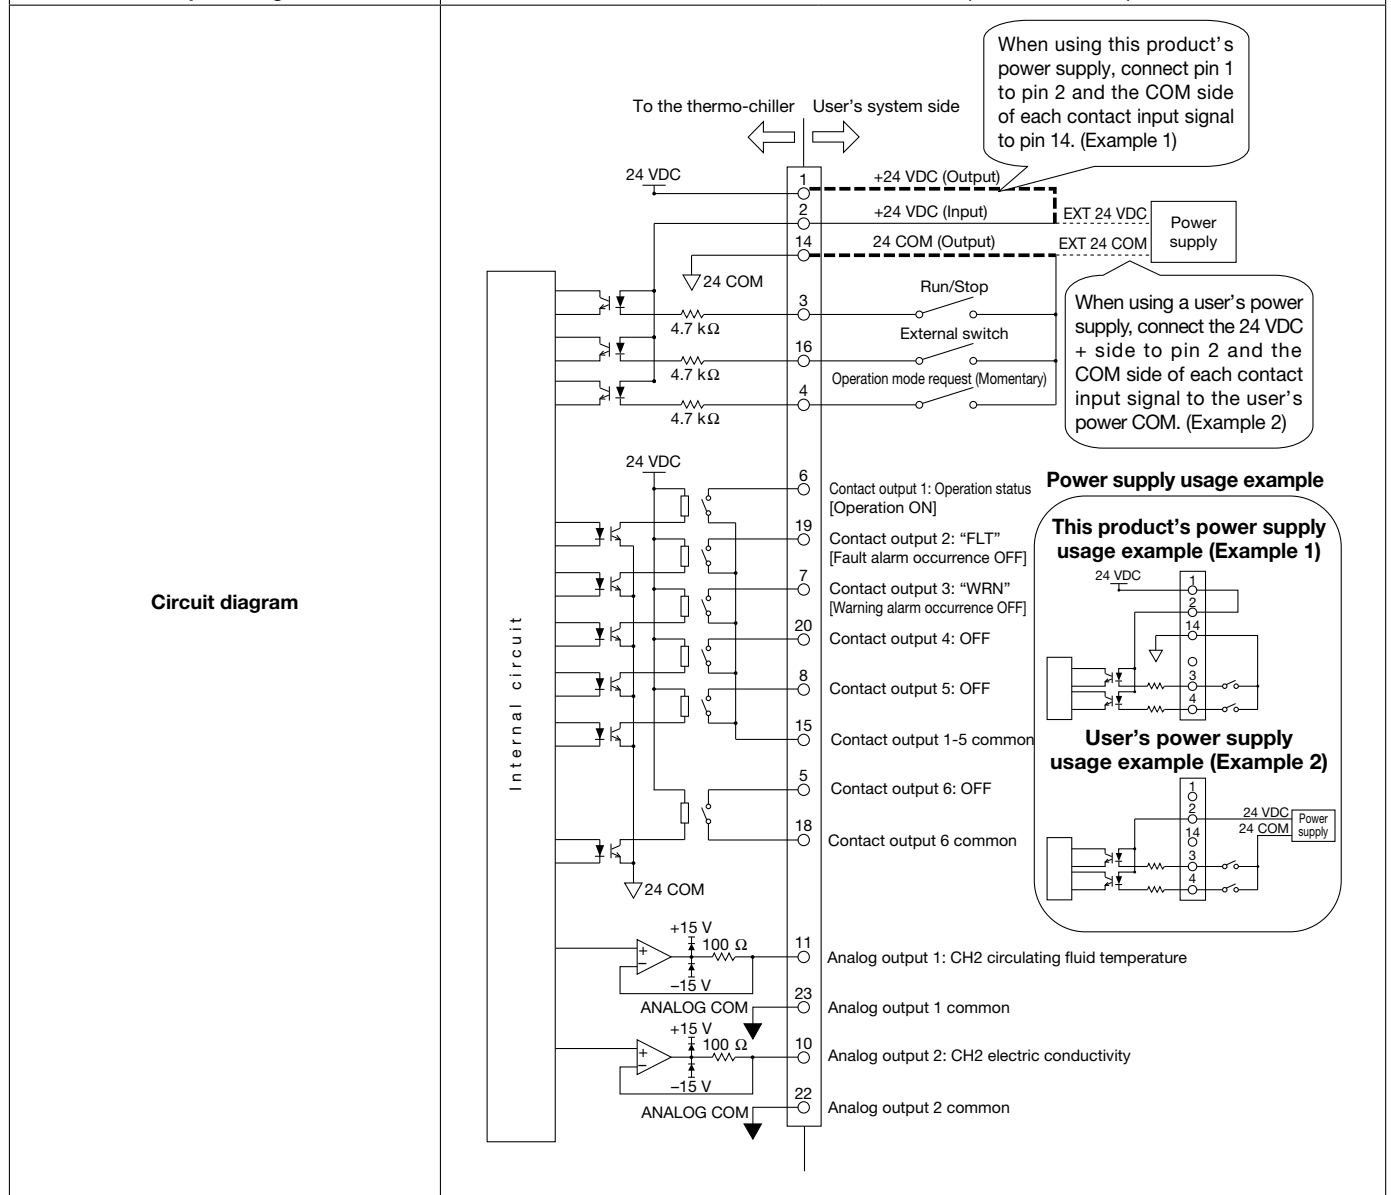 Circuit diagram
When using this product's
power supply, connect pin 1
to pin 2 and the COM side
of each contact input signal
to pin 14. (Example 1)
To the thermo-chiller
User's system side
24 VDC
1
+24 VDC (Output)
2
+24 VDC (Input)
EXT 24 VDC
Power
supply
14
24 COM (Output)
EXT 24 COM
24 COM
3
Run/Stop
4.7 kΩ
16
External switch
4.7 kΩ
4
Operation mode request (Momentary)
4.7 kΩ
When using a user's power
supply, connect the 24 VDC
+ side to pin 2 and the
COM side of each contact
input signal to the user's
power COM. (Example 2)
Internal circuit
24 VDC
6
Contact output 1: Operation status
[Operation ON]
19
Contact output 2: “FLT”
[Fault alarm occurrence OFF]
7
Contact output 3: “WRN”
[Warning alarm occurrence OFF]
20
Contact output 4: OFF
8
Contact output 5: OFF
15
Contact output 1-5 common
5
Contact output 6: OFF
18
Contact output 6 common
24 COM
Power supply usage example
This product's power supply
usage example (Example 1)
24 VDC
1
2
14
3
4
User's power supply
usage example (Example 2)
1
2
24 VDC
24 COM
Power
supply
14
3
4
+15 V
100 Ω
11
Analog output 1: CH2 circulating fluid temperature
−15 V
23
ANALOG COM
Analog output 1 common
+15 V
100 Ω
10
Analog output 2: CH2 electric conductivity
−15 V
22
ANALOG COM
Analog output 2 common